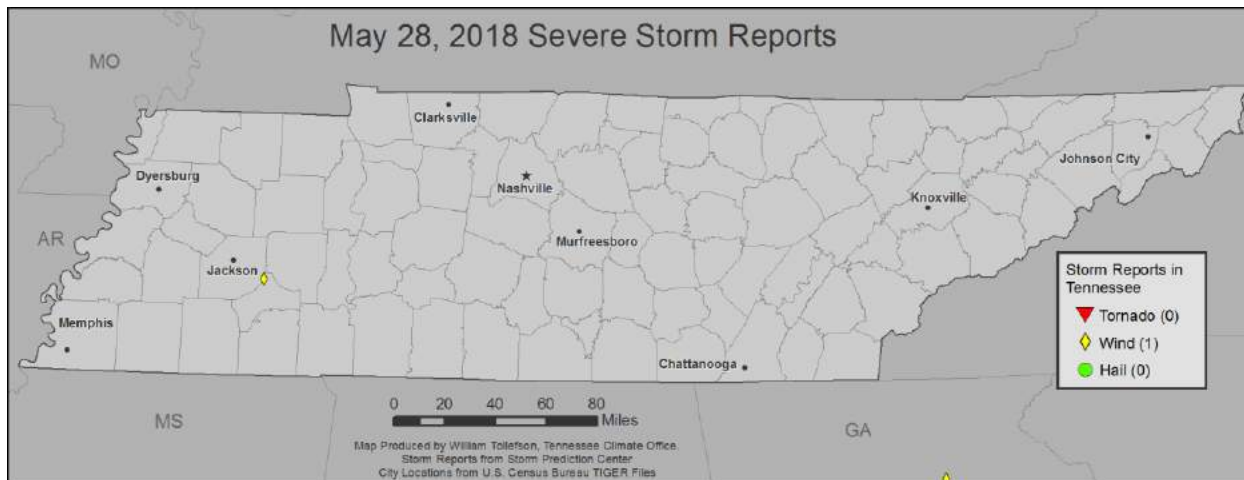 May 28, 2018 Severe Storm Reports
MO
Clarksville
Johnson City
Dyersburg
Nashville
Knoxville
AR
Murfreesboro
Jackson
Storm Reports in
Tennessee
Tornado (0)
Wind (1)
Hail (0)
Memphis
Chattanooga
0 20 40 60 80
Miles
MS
GA
Map Produced by William Tollefson, Tennessee Climate Office.
Storm Reports from Storm Prediction Center
City Locations from U.S. Census Bureau TIGER Files